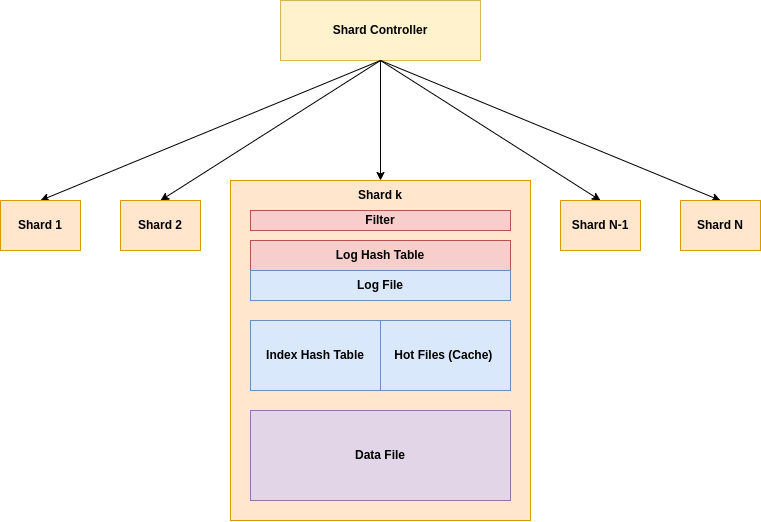 Shard Controller
Shard 1
Shard 2
Shard k
Filter
Log Hash Table
Log File
Index Hash Table
Hot Files (Cache)
Data File
Shard N-1
Shard N